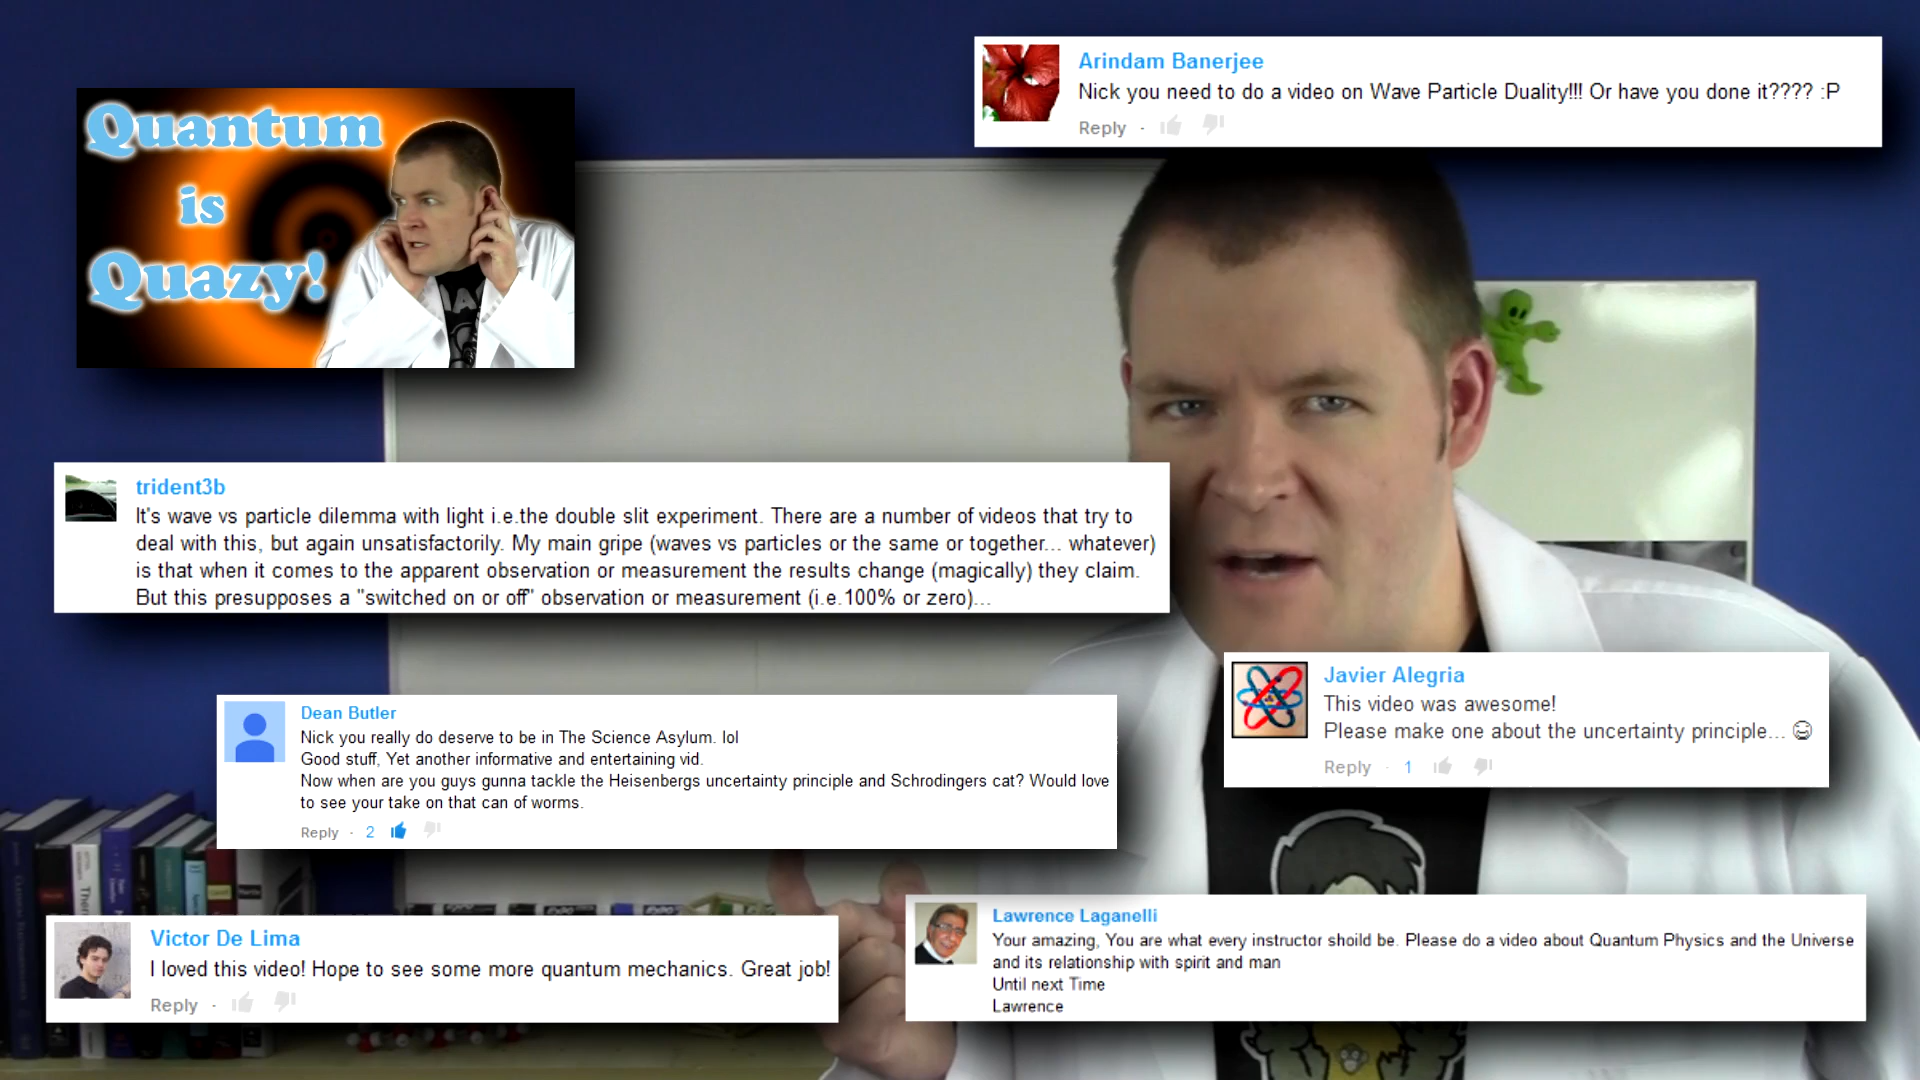 Quantum
is
Quazy!
Arindam Banerjee
Nick you need to do a video on Wave Particle Duality!!! Or have you done it???? :P
Reply ·
trident3b
It's wave vs particle dilemma with light i.e.the double slit experiment. There are a number of videos that try to
deal with this, but again unsatisfactorily. My main gripe (waves vs particles or the same or together... whatever)
is that when it comes to the apparent observation or measurement the results change (magically) they claim.
But this presupposes a "switched on or off" observation or measurement (i.e.100% or zero)...
Javier Alegria
This video was awesome!
Please make one about the uncertainty principle... 😄
Reply · 1
Dean Butler
Nick you really do deserve to be in The Science Asylum. lol
Good stuff, Yet another informative and entertaining vid.
Now when are you guys gunna tackle the Heisenbergs uncertainty principle and Schrodingers cat? Would love
to see your take on that can of worms.
Reply · 2
Victor De Lima
I loved this video! Hope to see some more quantum mechanics. Great job!
Reply ·
Lawrence Laganelli
Your amazing, You are what every instructor shoild be. Please do a video about Quantum Physics and the Universe
and its relationship with spirit and man
Until next Time
Lawrence